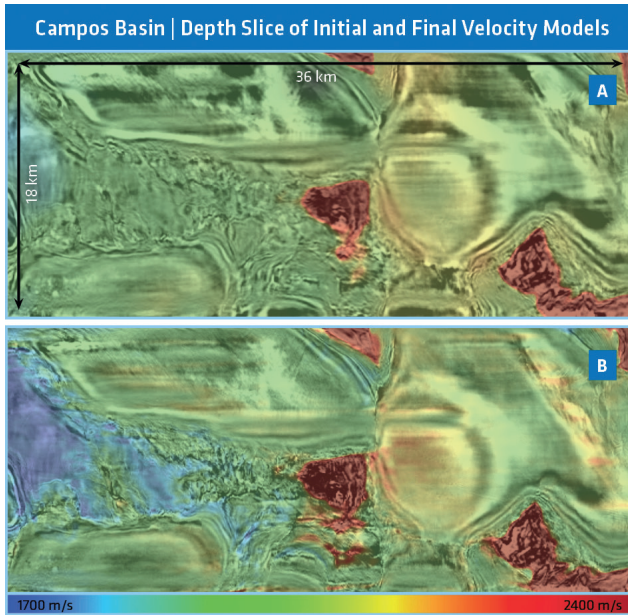 Campos Basin | Depth Slice of Initial and Final Velocity Models
36 km
A
18 km
B
1700 m/s
2400 m/s